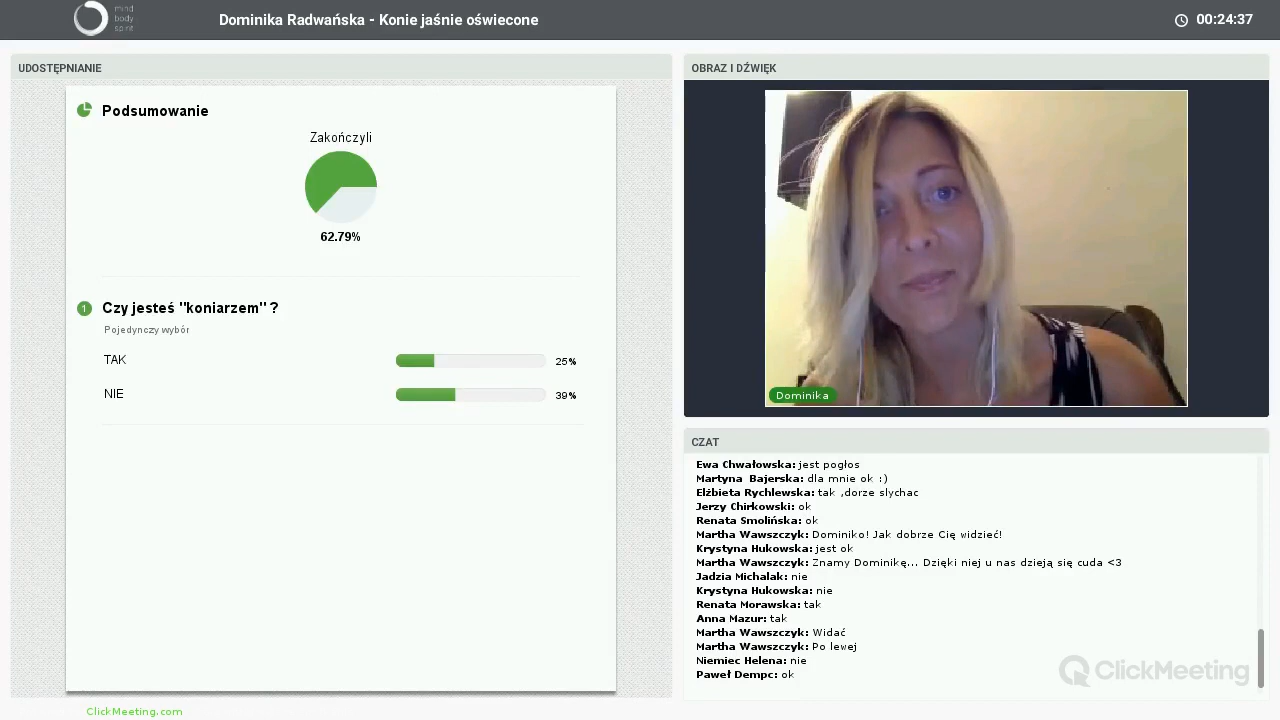 mind
body
spirit
Dominika Radwańska - Konie jaśnie oświecone
00:24:37
UDOSTĘPNIANIE
Podsumowanie
Zakończyli
62.79%
1
Czy jesteś "koniarzem" ?
Pojedynczy wybór
TAK
25%
NIE
39%
ClickMeeting.com
OBRAZ I DŹWIĘK
Dominika
CZAT
Ewa Chwałowska: jest pogłos
Martyna Bajerska: dla mnie ok :)
Elżbieta Rychlewska: tak ,dorze slychac
Jerzy Chirkowski: ok
Renata Smolińska: ok
Martha Wawszczyk: Dominiko! Jak dobrze Cię widzieć!
Krystyna Hukowska: jest ok
Martha Wawszczyk: Znamy Dominikę... Dzięki niej u nas dzieją się cuda <3
Jadzia Michalak: nie
Krystyna Hukowska: nie
Renata Morawska: tak
Anna Mazur: tak
Martha Wawszczyk: Widać
Martha Wawszczyk: Po lewej
Niemiec Helena: nie
Paweł Dempc: ok
ClickMeeting